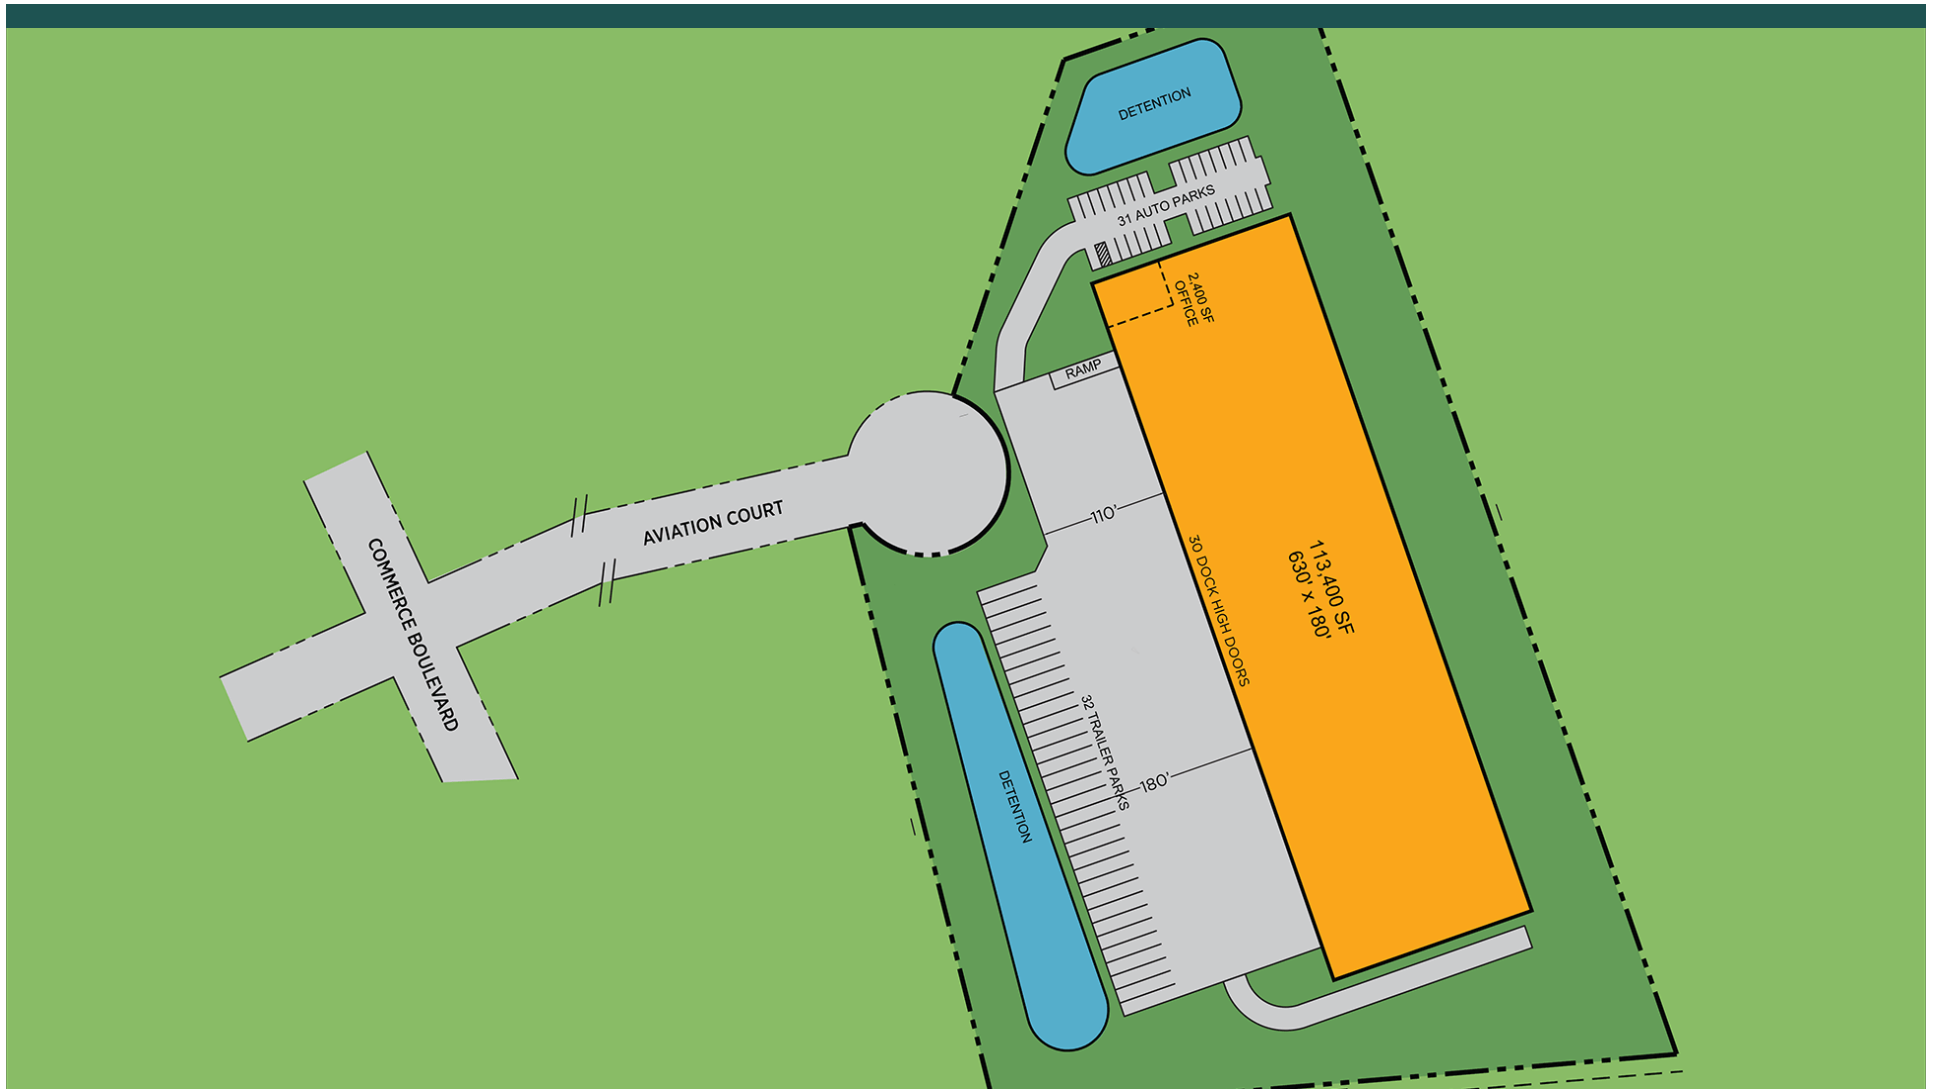 DETENTION
31 AUTO PARKS
2,400 SF
OFFICE
RAMP
110'
AVIATION COURT
COMMERCE BOULEVARD
30 DOCK HIGH DOORS
113,400 SF
630' x 180'
32 TRAILER PARKS
180'
DETENTION